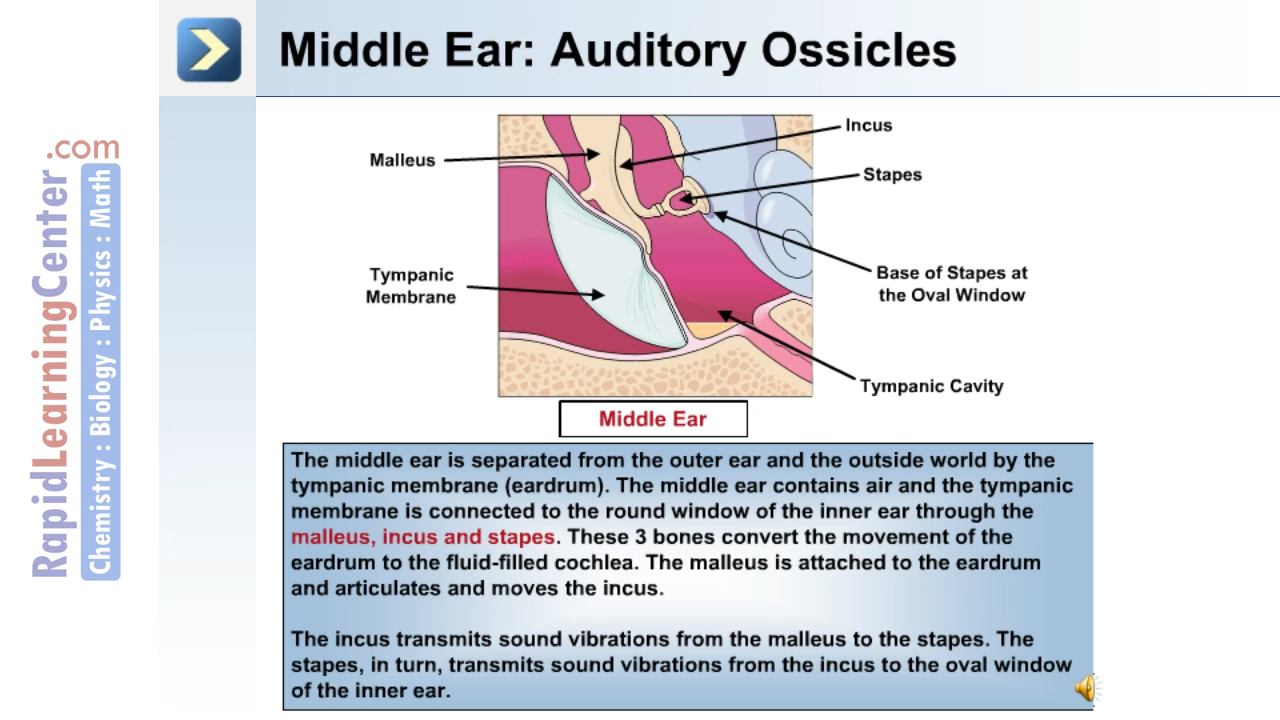 Middle Ear: Auditory Ossicles
Incus
Malleus
Stapes
Tympanic
Membrane
Base of Stapes at
the Oval Window
Tympanic Cavity
Middle Ear
The middle ear is separated from the outer ear and the outside world by the
tympanic membrane (eardrum). The middle ear contains air and the tympanic
membrane is connected to the round window of the inner ear through the
malleus, incus and stapes. These 3 bones convert the movement of the
eardrum to the fluid-filled cochlea. The malleus is attached to the eardrum
and articulates and moves the incus.
The incus transmits sound vibrations from the malleus to the stapes. The
stapes, in turn, transmits sound vibrations from the incus to the oval window
of the inner ear.
RapidLearningCenter.com
Chemistry : Biology : Physics : Math